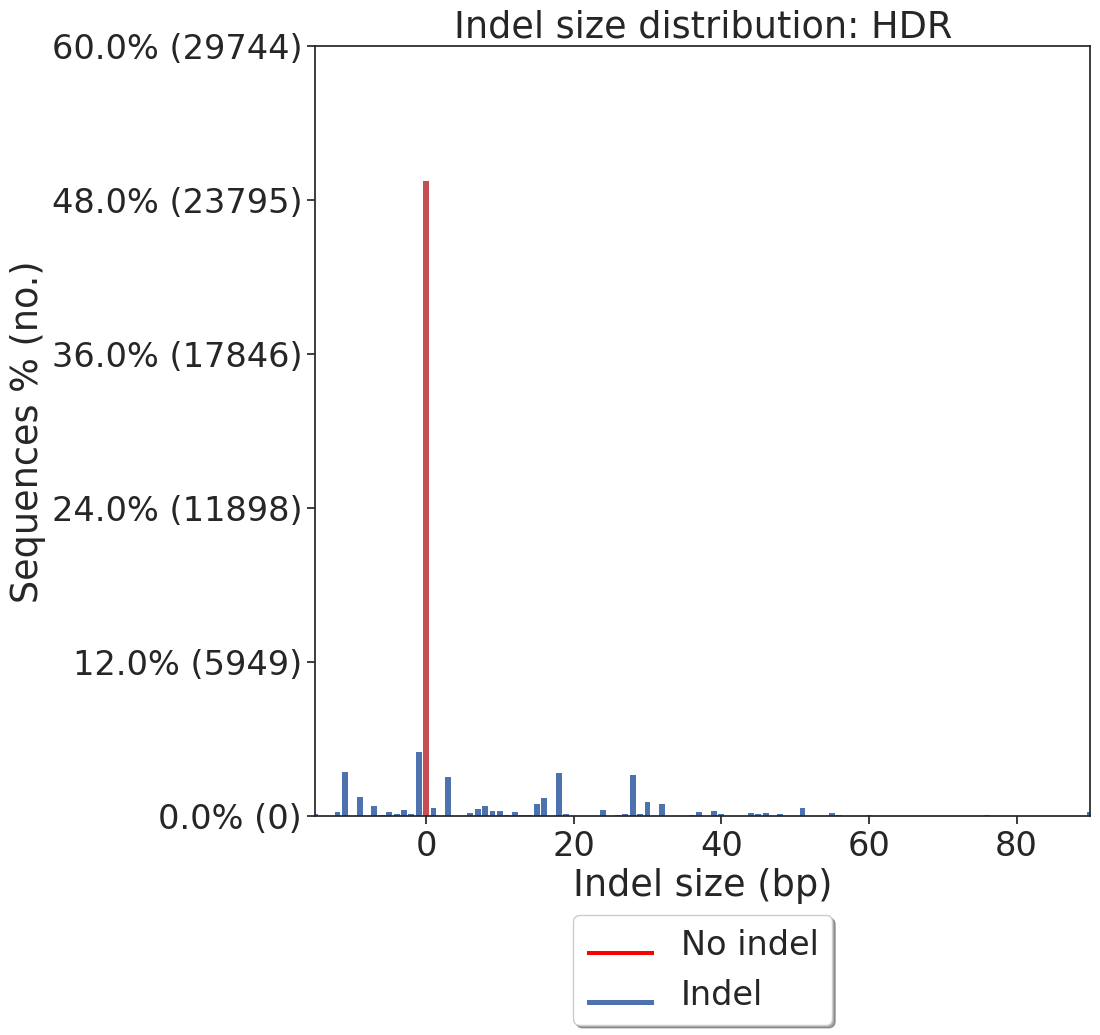 Indel size distribution: HDR
60.0% (29744)
48.0% (23795)
36.0% (17846)
24.0% (11898)
12.0% (5949)
0.0% (0)
Sequences % (no.)
0 20 40 60 80
Indel size (bp)
No indel
Indel